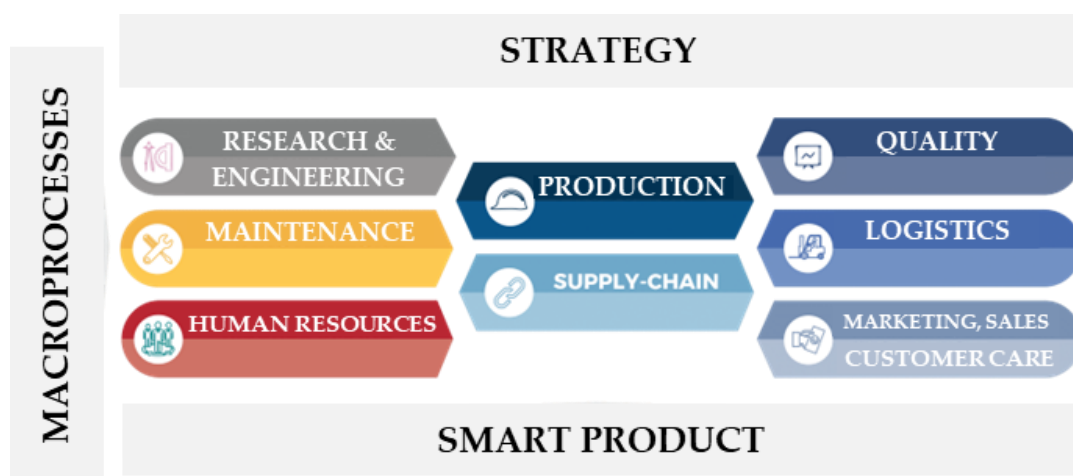 STRATEGY
MACROPROCESSES
RESEARCH &
ENGINEERING
MAINTENANCE
HUMAN RESOURCES
PRODUCTION
SUPPLY-CHAIN
QUALITY
LOGISTICS
MARKETING, SALES
CUSTOMER CARE
SMART PRODUCT